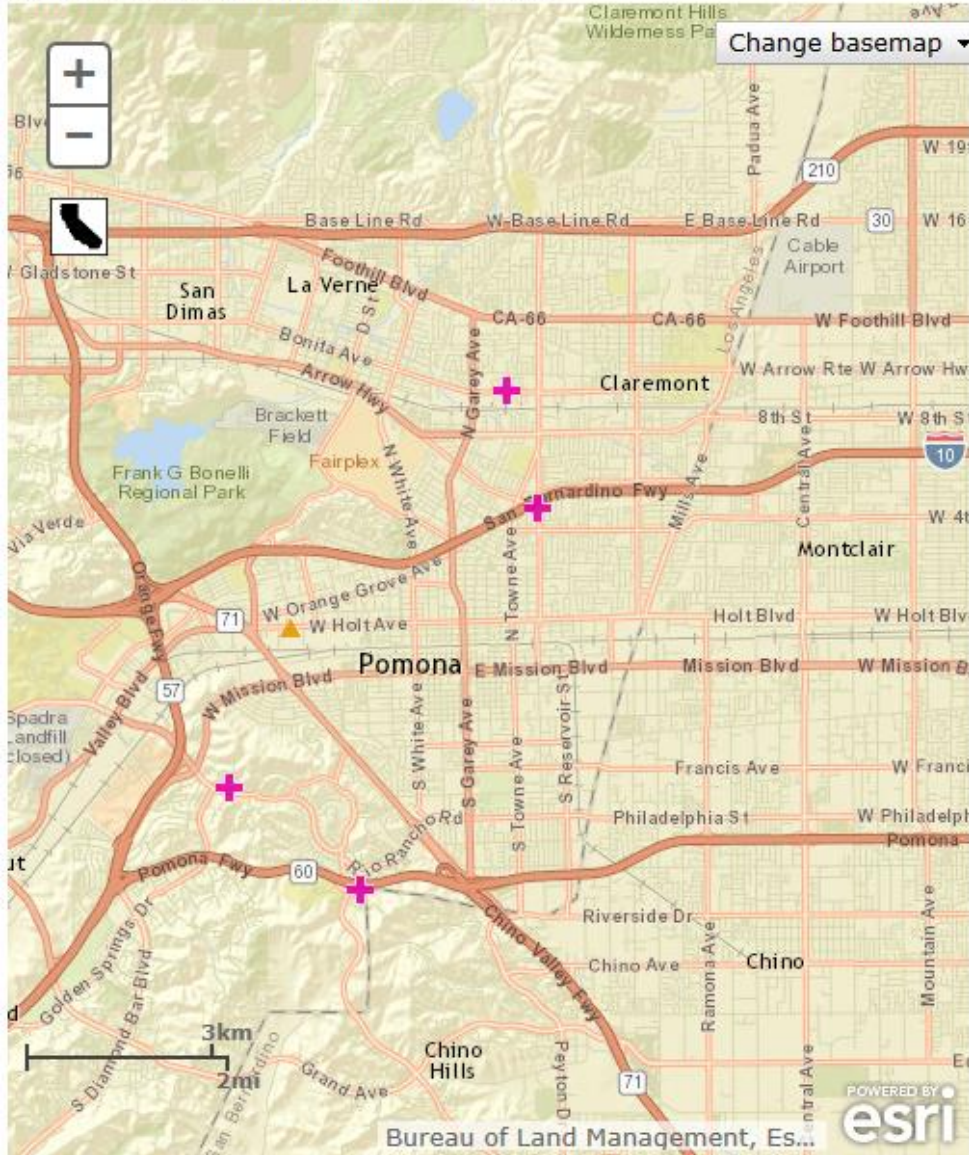 Claremont Hills
Wilderness Pa
Change basemap
+
−
Padua Ave
W 19t
210
Base Line Rd
W Base Line Rd
E Base Line Rd
30
W 16
Cable
Airport
W Gladstone St
San
Dimas
La Verne
Foothill Blvd
D St
CA-66
CA-66
W Foothill Blvd
Los Angeles
Bonita Ave
N Garey Ave
Arrow Hwy
Claremont
W Arrow Rte
W Arrow Hw
8th St
W 8th S
Brackett
Field
Fairplex
10
Frank G Bonelli
Regional Park
N White Ave
San
rnardino Fwy
Mills Ave
Central Ave
W 4t
Via Verde
Montclair
Orange Fwy
W Orange Grove Ave
N Towne Ave
71
W Holt Ave
Holt Blvd
W Holt Blv
Pomona
E Mission Blvd
Mission Blvd
W Mission B
57
W Mission Blvd
Valley Blvd
Spadra
Landfill
closed)
S White Ave
S Garey Ave
S Towne Ave
S Reservoir St
Francis Ave
W Franci
Rd
Philadelphia St
W Philadelph
Pomona
ut
Pomona Fwy
60
Chino Valley Fwy
Riverside Dr
Golden Springs Dr
S Diamond Bar Blvd
Chino Ave
Chino
Ramona Ave
Mountain Ave
d
3km
2mi
San Bernardino
Grand Ave
Chino
Hills
Peyton D
71
Central Ave
Ed
POWERED BY
esri
Bureau of Land Management, Es...